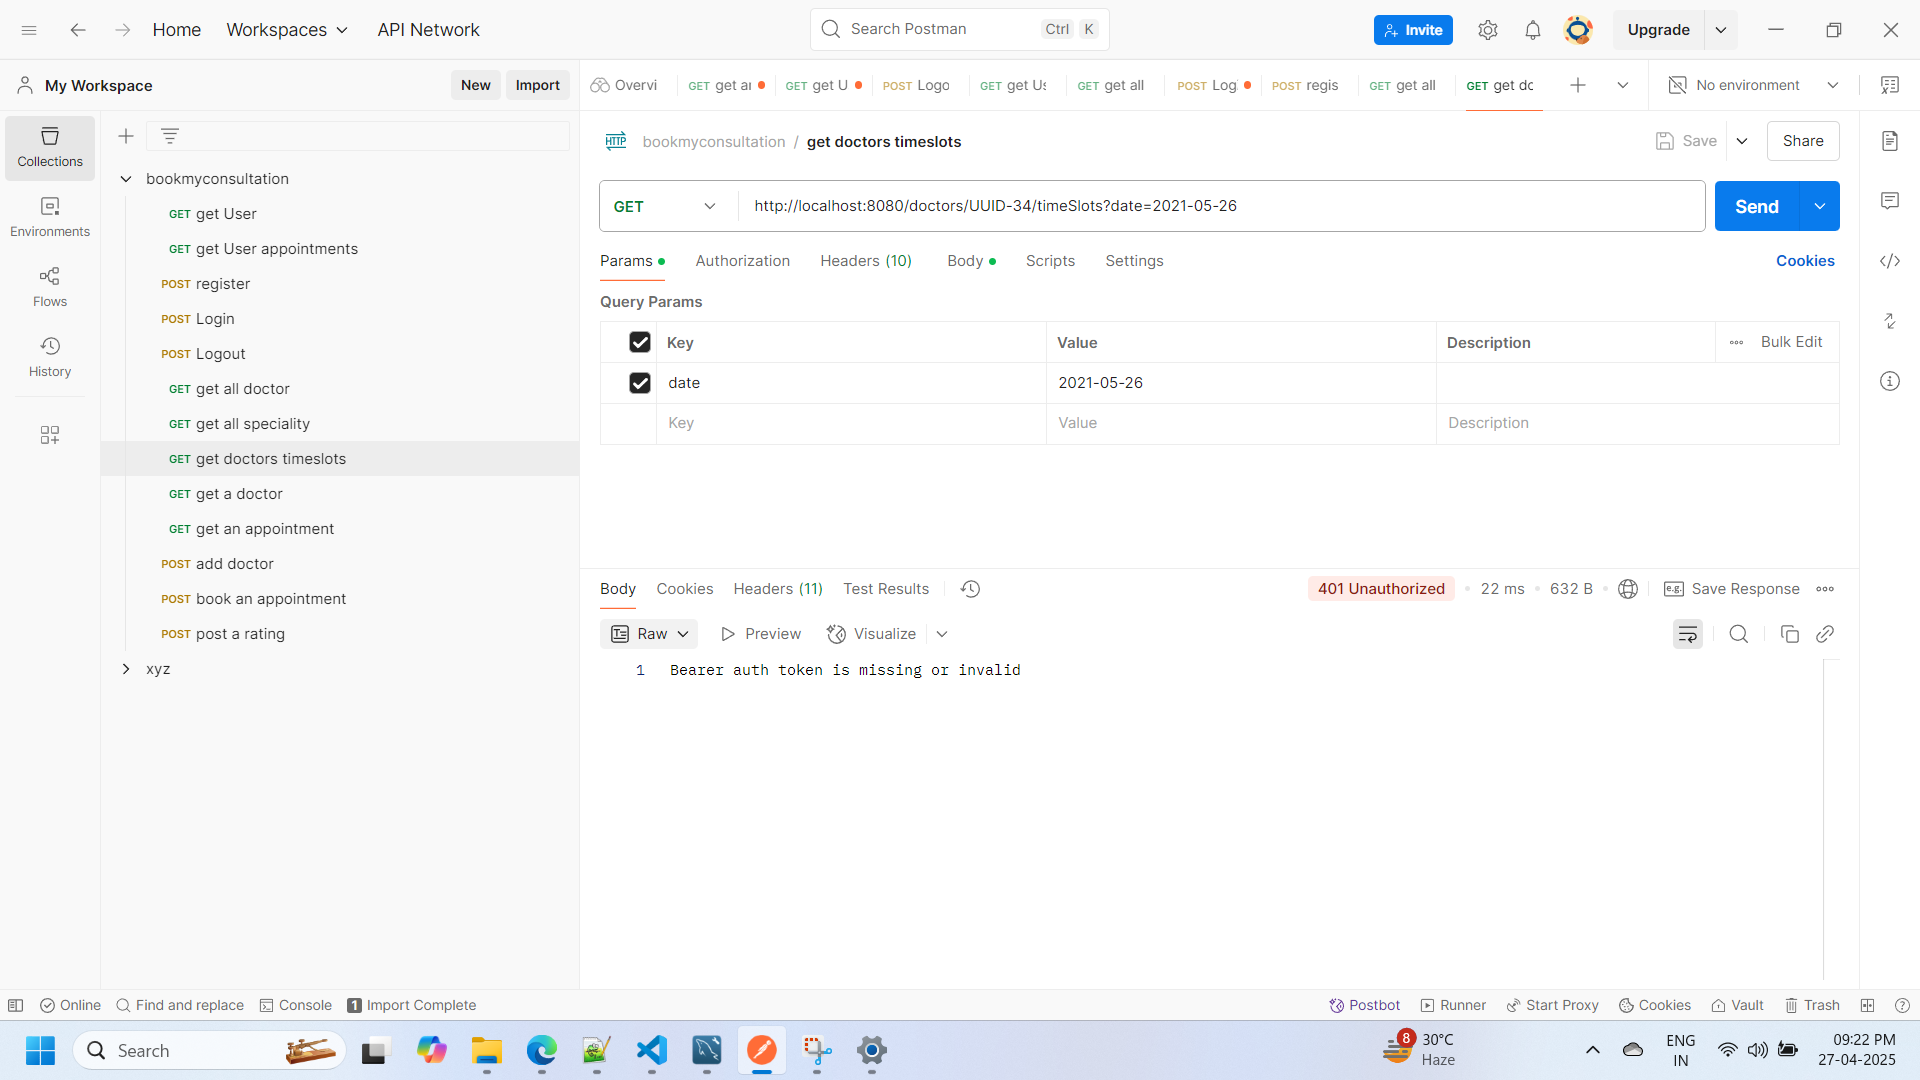 Home
Workspaces
API Network
Search Postman
Ctrl K
Invite
Upgrade
My Workspace
New
Import
Overvi
GET get ar
GET get U
POST Logo
GET get Us
GET get all
POST Log
POST regis
GET get all
GET get dc
No environment
Collections
Environments
Flows
History
bookmyconsultation
GET get User
GET get User appointments
POST register
POST Login
POST Logout
GET get all doctor
GET get all speciality
GET get doctors timeslots
GET get a doctor
GET get an appointment
POST add doctor
POST book an appointment
POST post a rating
xyz
HTTP bookmyconsultation / get doctors timeslots
Save
Share
GET http://localhost:8080/doctors/UUID-34/timeSlots?date=2021-05-26
Send
Params Authorization Headers (10) Body Scripts Settings
Cookies
Query Params
Key Value Description Bulk Edit
date 2021-05-26
Key Value Description
Body Cookies Headers (11) Test Results
401 Unauthorized 22 ms 632 B
e.g. Save Response
Raw Preview Visualize
1 Bearer auth token is missing or invalid
Online Find and replace Console 1 Import Complete
Postbot Runner Start Proxy Cookies Vault Trash
Search
8 30°C
Haze
ENG
IN
09:22 PM
27-04-2025